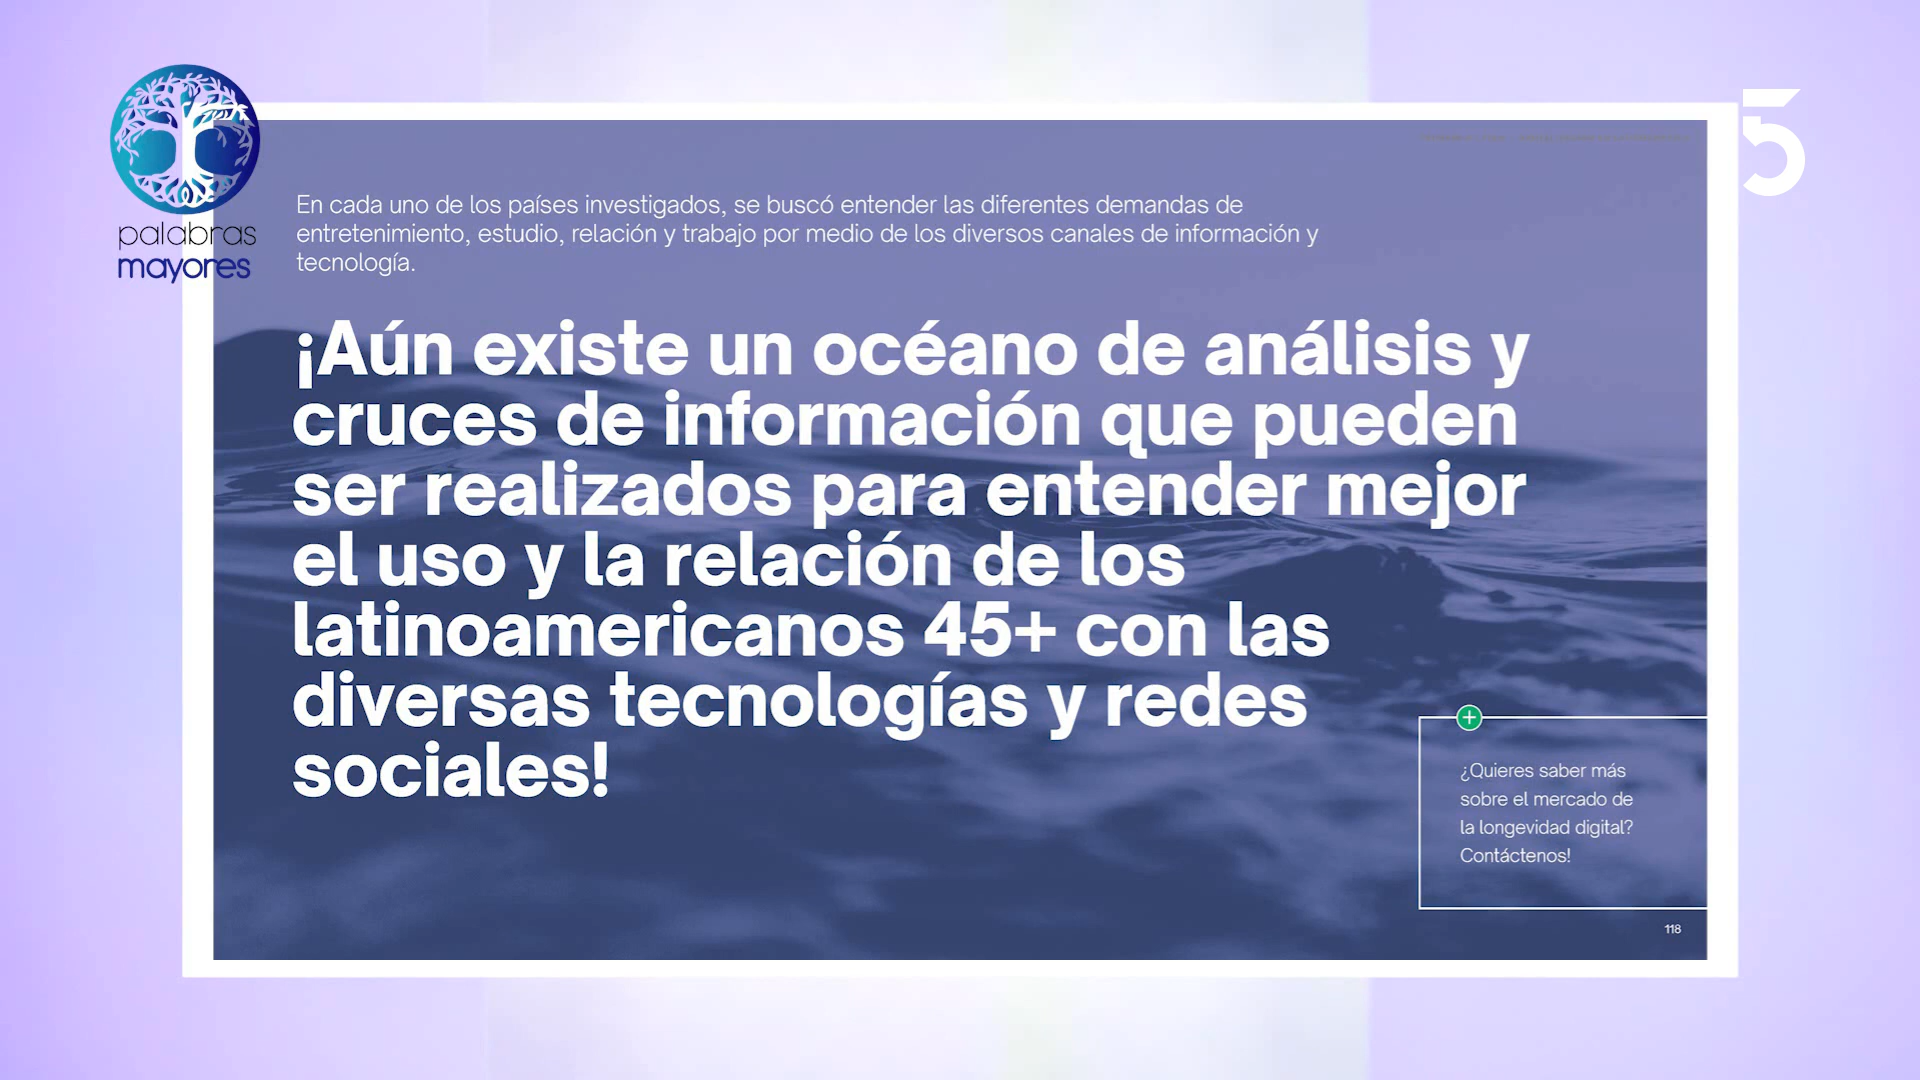 palabras
mayores
5
En cada uno de los países investigados, se buscó entender las diferentes demandas de
entretenimiento, estudio, relación y trabajo por medio de los diversos canales de información y
tecnología.
¡Aún existe un océano de análisis y
cruces de información que pueden
ser realizados para entender mejor
el uso y la relación de los
latinoamericanos 45+ con las
diversas tecnologías y redes
sociales!
¿Quieres saber más
sobre el mercado de
la longevidad digital?
Contáctenos!
118